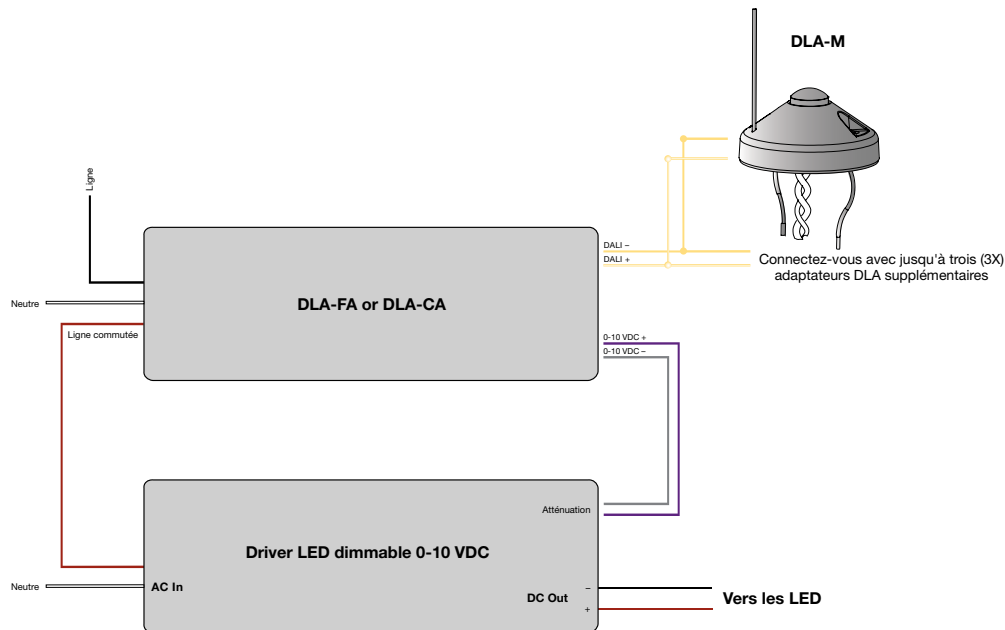 DLA-M
Ligne
DALI –
DALI +
Connectez-vous avec jusqu'à trois (3X)
adaptateurs DLA supplémentaires
Neutre
DLA-FA or DLA-CA
Ligne commutée
0-10 VDC +
0-10 VDC –
Atténuation
Driver LED dimmable 0-10 VDC
Neutre
AC In
DC Out
–
+
Vers les LED